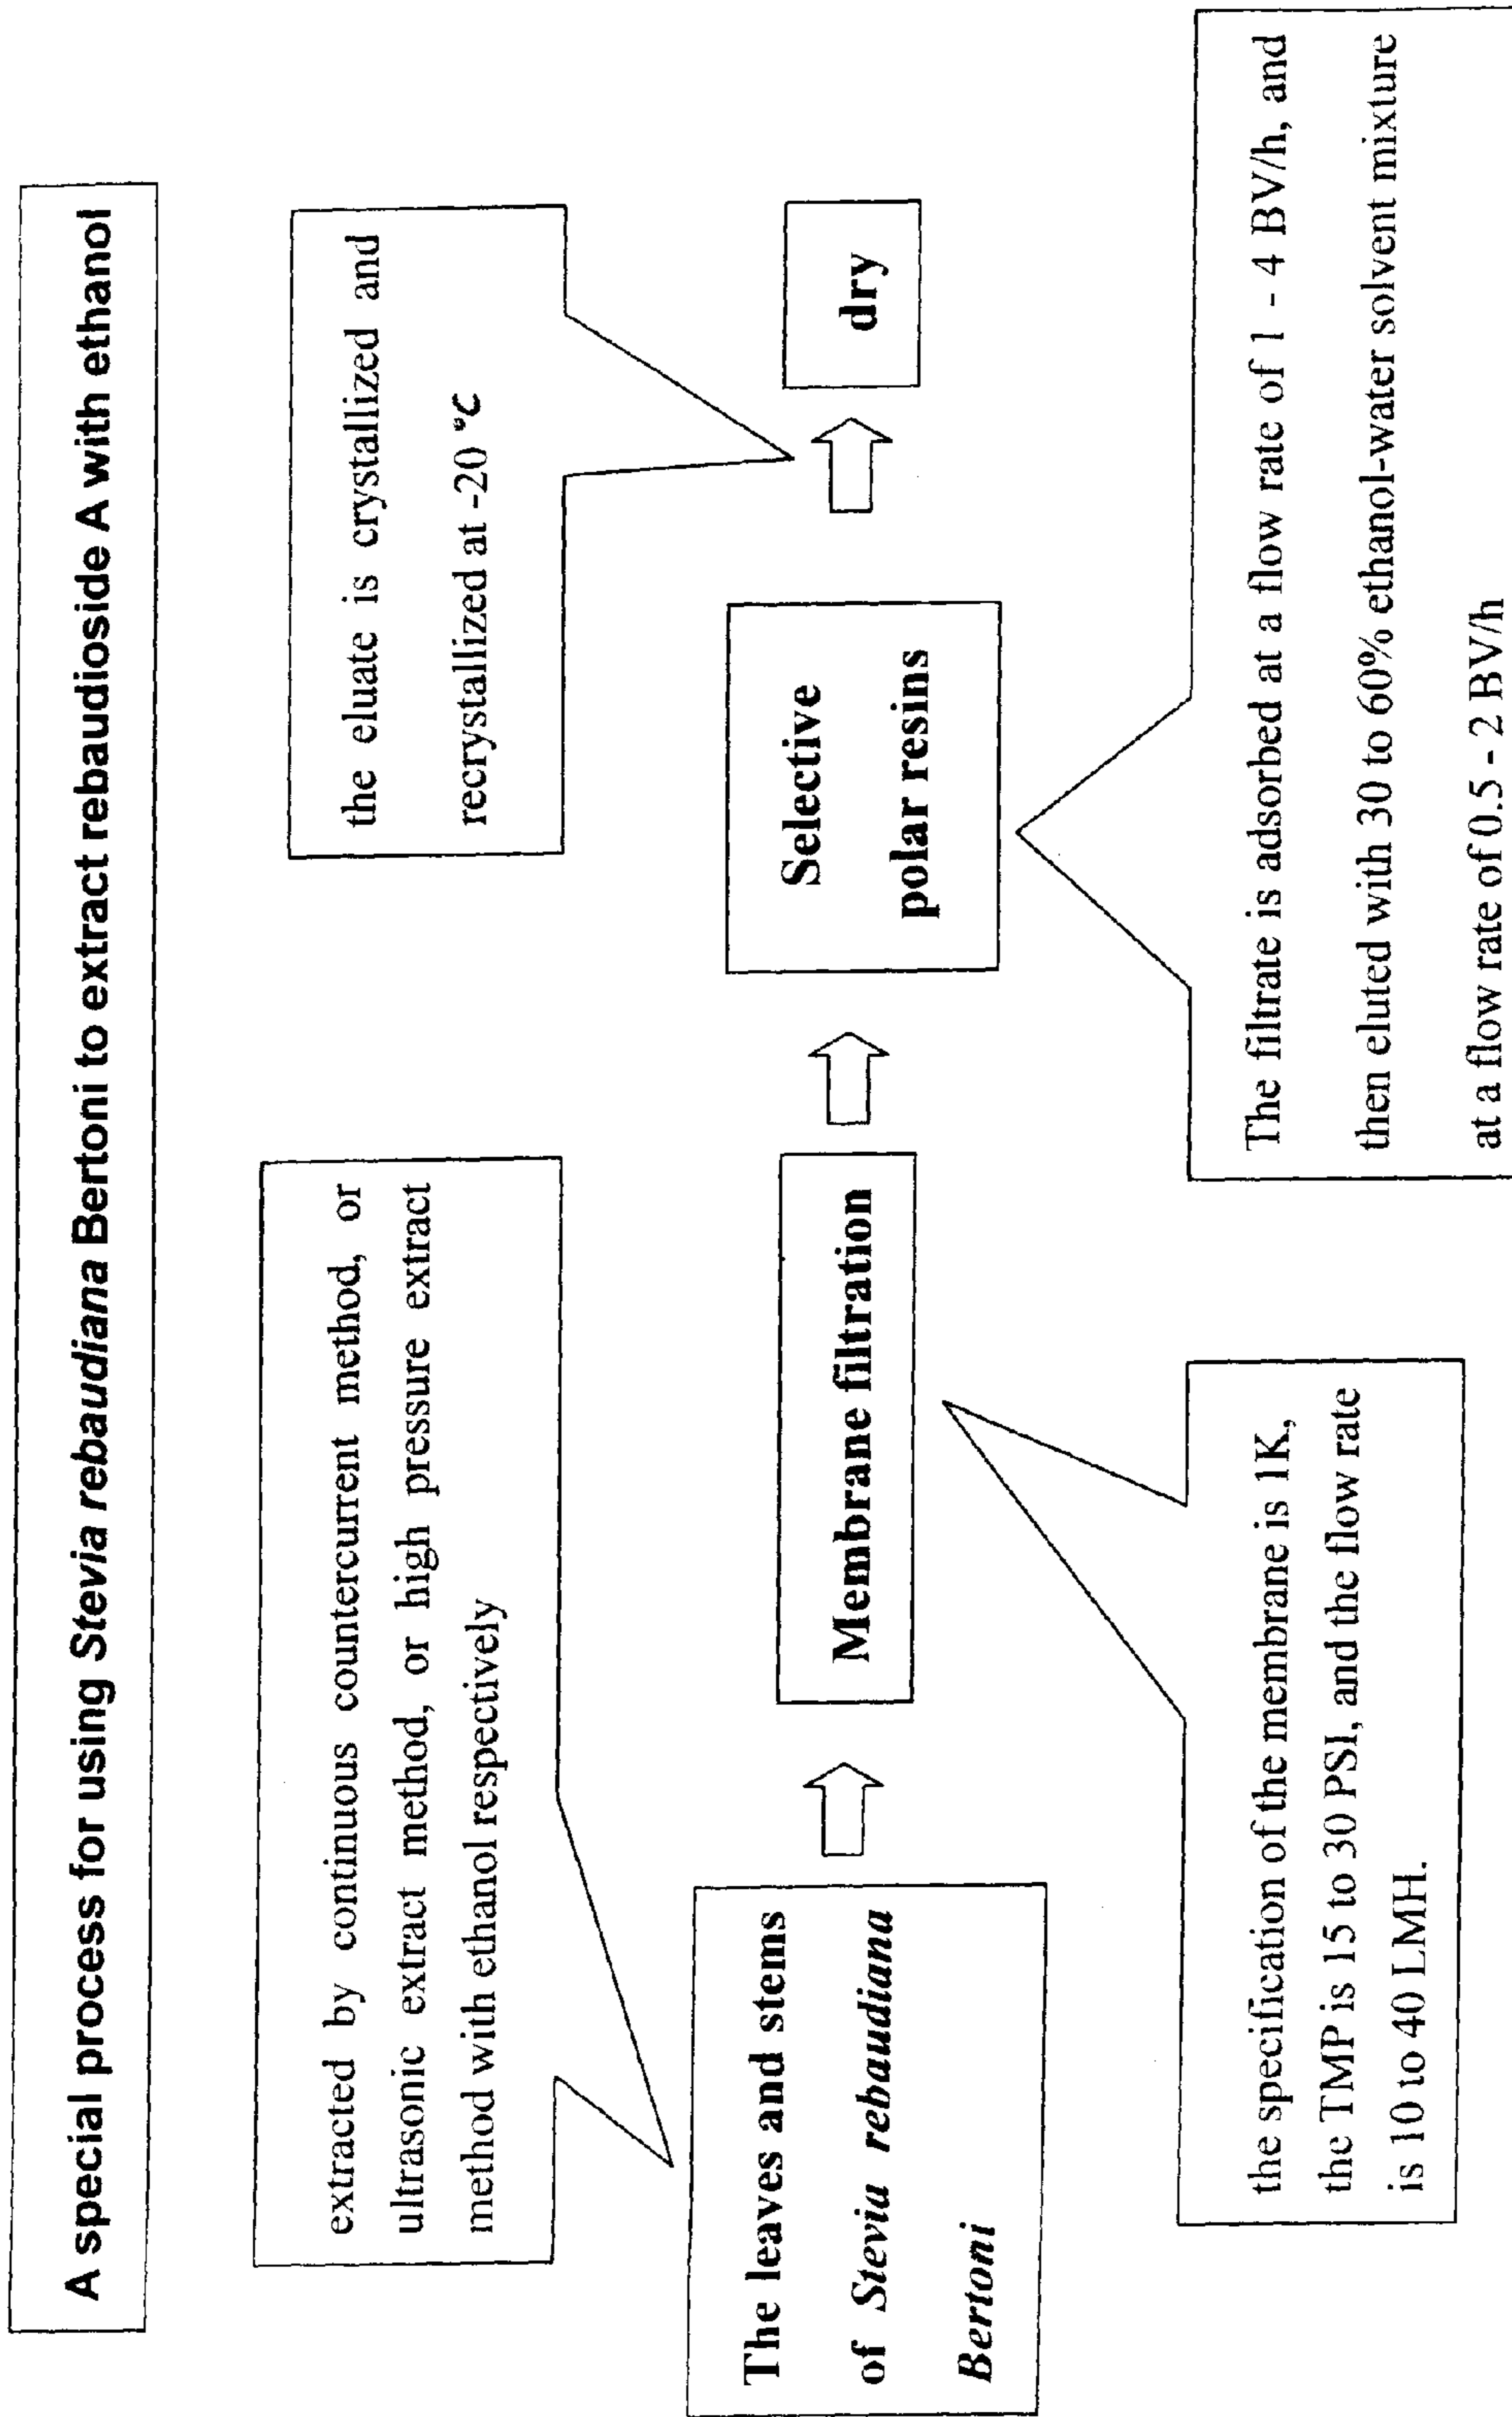 A special process for using Stevia rebaudiana Bertoni to extract rebaudioside A with ethanol
extracted by continuous countercurrent method, or
ultrasonic extract method, or high pressure extract
method with ethanol respectively
the eluate is crystallized and
recrystallized at -20 °C
The leaves and stems
of Stevia rebaudiana
Bertoni
Membrane filtration
Selective
polar resins
dry
the specification of the membrane is 1K,
the TMP is 15 to 30 PSI, and the flow rate
is 10 to 40 LMH.
The filtrate is adsorbed at a flow rate of 1 - 4 BV/h, and
then eluted with 30 to 60% ethanol-water solvent mixture
at a flow rate of 0.5 - 2 BV/h